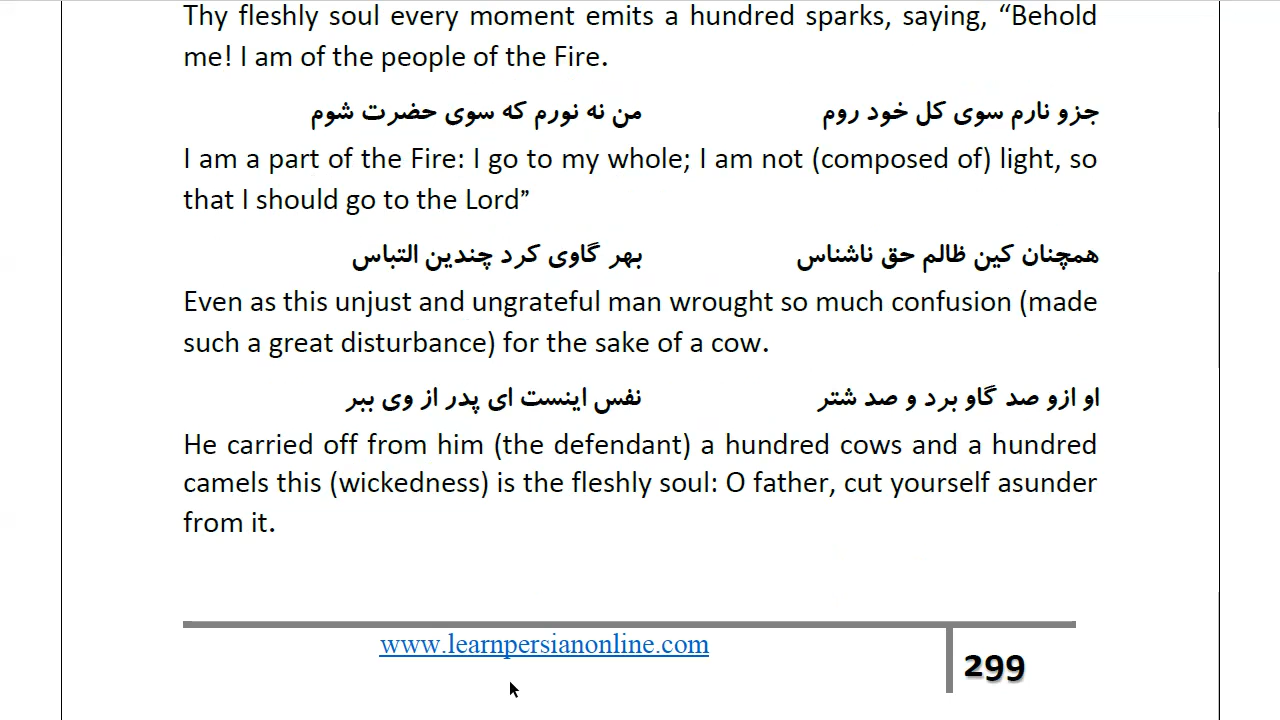 Thy fleshly soul every moment emits a hundred sparks, saying, “Behold
me! I am of the people of the Fire.
جزو نارم سوی کل خود روم من نه نورم که سوی حضرت شوم
I am a part of the Fire: I go to my whole; I am not (composed of) light, so
that I should go to the Lord”
همچنان کین ظالم حق ناشناس بهر گاوی کرد چندین التباس
Even as this unjust and ungrateful man wrought so much confusion (made
such a great disturbance) for the sake of a cow.
او ازو صد گاو برد و صد شتر نفس اینست ای پدر از وی ببر
He carried off from him (the defendant) a hundred cows and a hundred
camels this (wickedness) is the fleshly soul: O father, cut yourself asunder
from it.
www.learnpersianonline.com
299